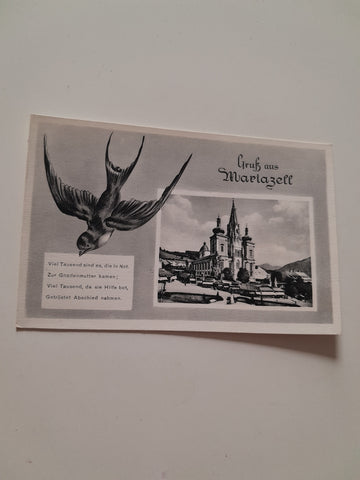 Gruß aus
Mariazell
Viel Tausend sind es, die in Not,
Zur Gnadenmutter kamen;
Viel Tausend, da sie Hilfe bot,
Getröstet Abschied nahmen.